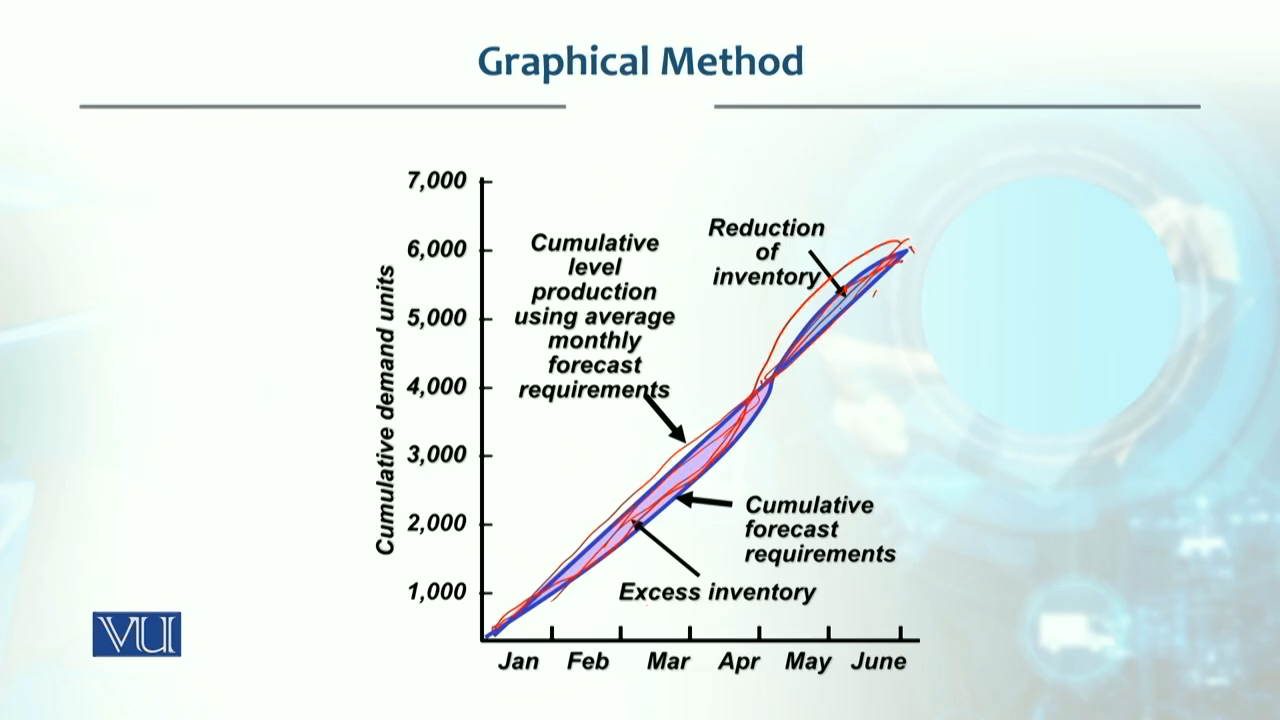 Graphical Method
7,000
6,000
5,000
4,000
3,000
2,000
1,000
Cumulative demand units
Cumulative
level
production
using average
monthly
forecast
requirements
Reduction
of
inventory
Cumulative
forecast
requirements
Excess inventory
Jan Feb Mar Apr May June
VU